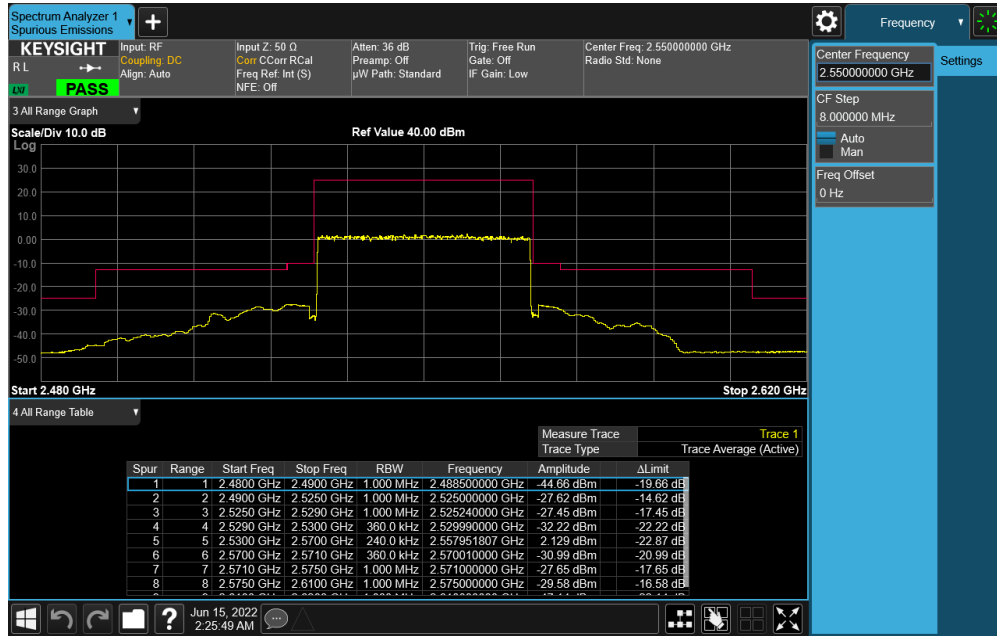 Spectrum Analyzer 1
Spurious Emissions
Frequency
KEYSIGHT
R L
LXI
PASS
Input: RF
Coupling: DC
Align: Auto
Input Z: 50 Ω
Corr CCorr RCal
Freq Ref: Int (S)
NFE: Off
Atten: 36 dB
Preamp: Off
µW Path: Standard
Trig: Free Run
Gate: Off
IF Gain: Low
Center Freq: 2.550000000 GHz
Radio Std: None
Center Frequency
2.550000000 GHz
Settings
CF Step
8.000000 MHz
Auto
Man
Freq Offset
0 Hz
3 All Range Graph
Scale/Div 10.0 dB
Ref Value 40.00 dBm
Log
30.0
20.0
10.0
0.00
-10.0
-20.0
-30.0
-40.0
-50.0
Start 2.480 GHz
Stop 2.620 GHz
4 All Range Table
Measure Trace Trace 1
Trace Type Trace Average (Active)
Spur Range Start Freq Stop Freq RBW Frequency Amplitude ΔLimit
1 1 2.4800 GHz 2.4900 GHz 1.000 MHz 2.488500000 GHz -44.66 dBm -19.66 dB
2 2 2.4900 GHz 2.5250 GHz 1.000 MHz 2.525000000 GHz -27.62 dBm -14.62 dB
3 3 2.5250 GHz 2.5290 GHz 1.000 MHz 2.525240000 GHz -27.45 dBm -17.45 dB
4 4 2.5290 GHz 2.5300 GHz 360.0 kHz 2.529990000 GHz -32.22 dBm -22.22 dB
5 5 2.5300 GHz 2.5700 GHz 240.0 kHz 2.557951807 GHz 2.129 dBm -22.87 dB
6 6 2.5700 GHz 2.5710 GHz 360.0 kHz 2.570010000 GHz -30.99 dBm -20.99 dB
7 7 2.5710 GHz 2.5750 GHz 1.000 MHz 2.571000000 GHz -27.65 dBm -17.65 dB
8 8 2.5750 GHz 2.6100 GHz 1.000 MHz 2.575000000 GHz -29.58 dBm -16.58 dB
Jun 15, 2022
2:25:49 AM